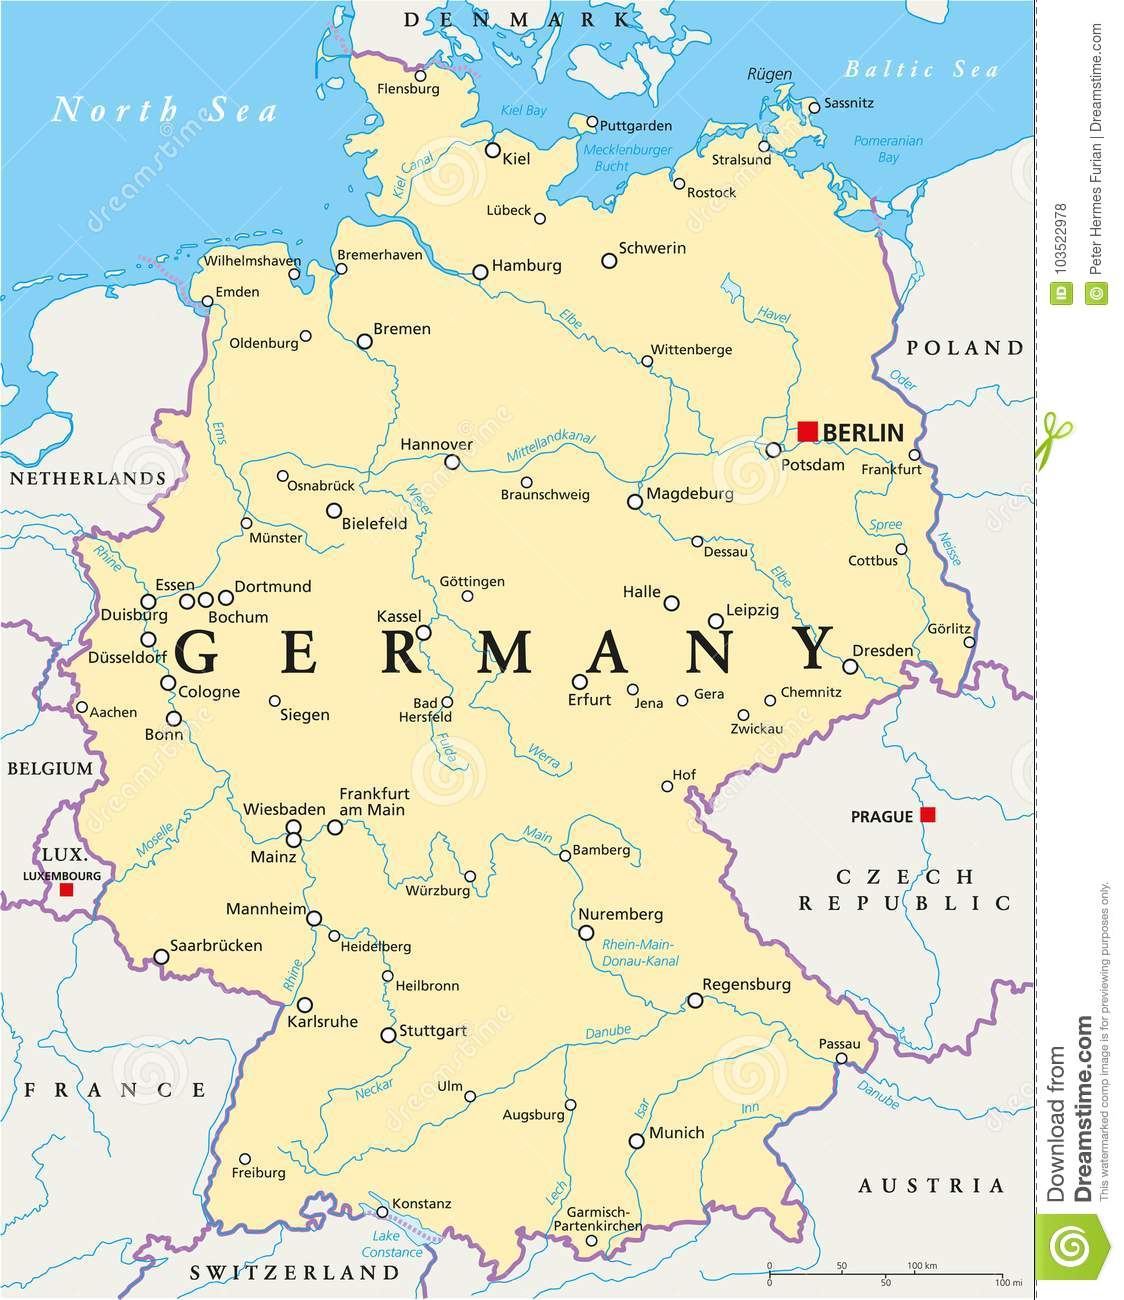 DENMARK
North Sea
Baltic Sea
Flensburg
Rügen
Sassnitz
Kiel Bay
Puttgarden
Mecklenburger
Bucht
Pomeranian
Bay
Kiel
Kiel Canal
Stralsund
Rostock
Lübeck
Schwerin
Hamburg
Wilhelmshaven
Bremerhaven
Emden
Elbe
Havel
Oldenburg
Bremen
Wittenberge
POLAND
Oder
Ems
BERLIN
Potsdam
Frankfurt
Hannover
Mittellandkanal
NETHERLANDS
Osnabrück
Braunschweig
Magdeburg
Weser
Bielefeld
Münster
Spree
Neisse
Rhine
Dessau
Cottbus
Elbe
Essen
Dortmund
Göttingen
Halle
Leipzig
Duisburg
Bochum
Kassel
Görlitz
GERMANY
Düsseldorf
Dresden
Cologne
Aachen
Siegen
Bad
Hersfeld
Erfurt
Jena
Gera
Chemnitz
Zwickau
Bonn
Fulda
Werra
BELGIUM
Hof
Wiesbaden
Frankfurt
am Main
PRAGUE
Moselle
Mainz
Main
Bamberg
LUX.
LUXEMBOURG
Würzburg
CZECH
REPUBLIC
Mannheim
Nuremberg
Saarbrücken
Heidelberg
Rhein-Main-
Donau-Kanal
Rhine
Heilbronn
Regensburg
Karlsruhe
Stuttgart
Danube
Passau
FRANCE
Neckar
Ulm
Augsburg
Isar
Inn
Danube
Munich
Freiburg
Lech
AUSTRIA
Konstanz
Garmisch-
Partenkirchen
Lake
Constance
SWITZERLAND
0 50 100 km
0 50 100 mi
dreamstime
ID 103522978
© Peter Hermes Furian | Dreamstime.com
Download from
Dreamstime.com
This watermarked comp image is for previewing purposes only.